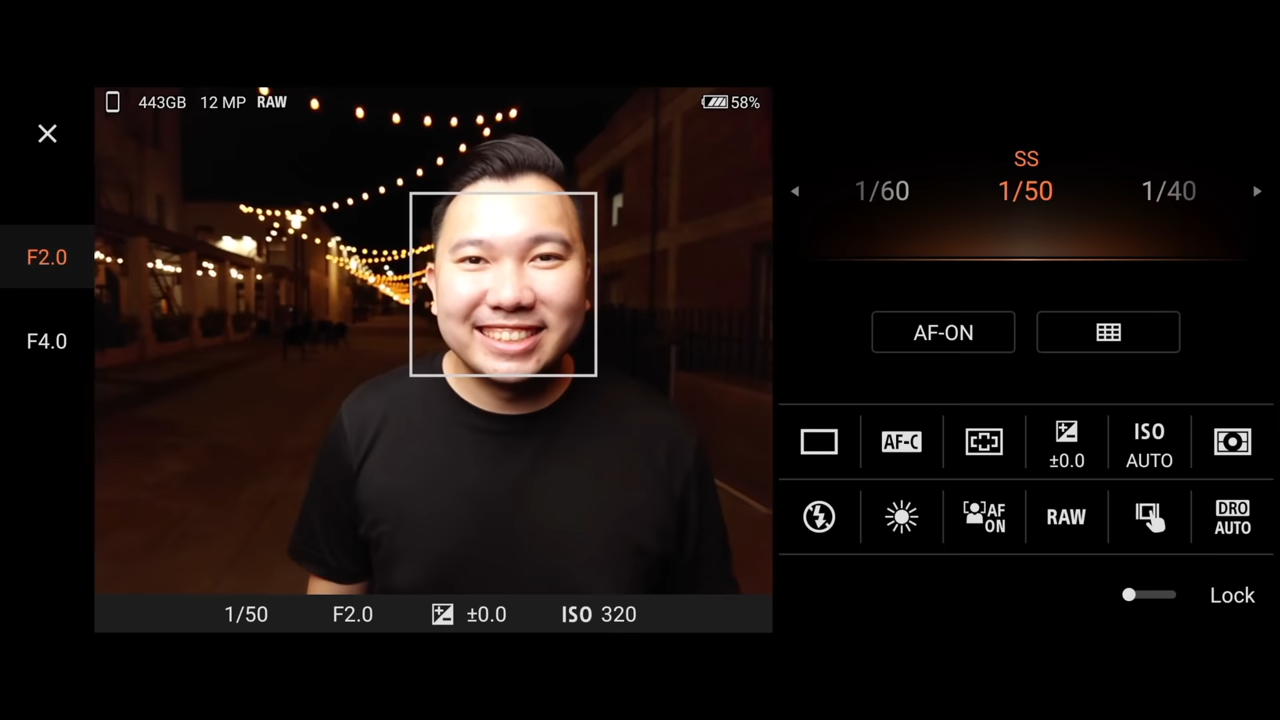 443GB 12 MP RAW 58%
F2.0
F4.0
1/50 F2.0 ±0.0 ISO 320
SS
1/60 1/50 1/40
AF-ON
AF-C ±0.0 ISO AUTO
AF ON RAW DRO AUTO
Lock